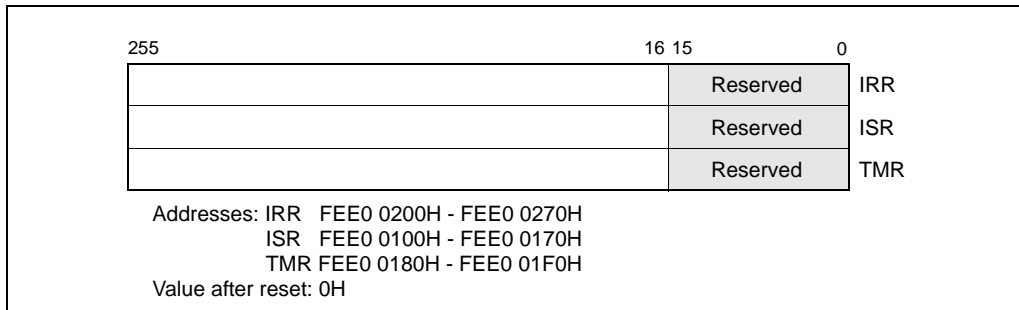 255 16 15 0
Reserved IRR
Reserved ISR
Reserved TMR
Addresses: IRR FEE0 0200H - FEE0 0270H
ISR FEE0 0100H - FEE0 0170H
TMR FEE0 0180H - FEE0 01F0H
Value after reset: 0H